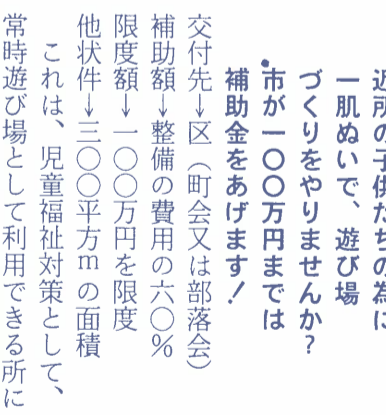 近所の子供たちの為に
一肌ぬいで、遊び場
づくりをやりませんか?
市が一〇〇万円までは
補助金をあげます!
交付先→区(町会又は部落会)
補助額→整備の費用の六〇%
限度額→一〇〇万円を限度
他状件→三〇〇平方mの面積
これは、児童福祉対策として、
常時遊び場として利用できる所に